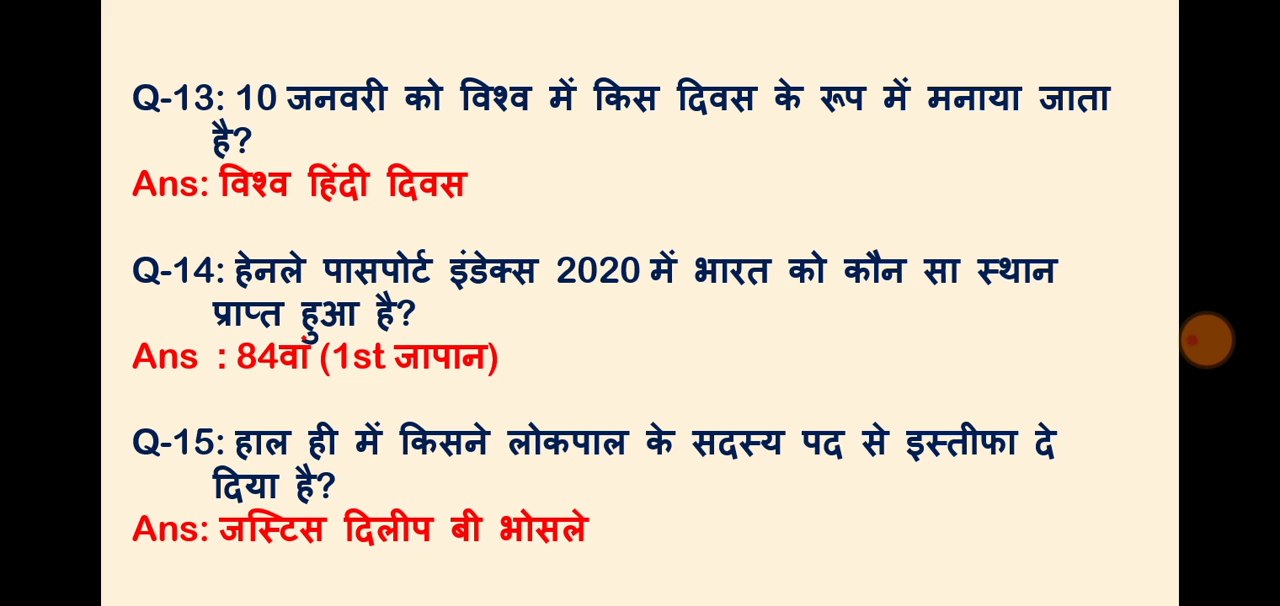 Q-13: 10 जनवरी को विश्व में किस दिवस के रूप में मनाया जाता
है?
Ans: विश्व हिंदी दिवस
Q-14: हेनले पासपोर्ट इंडेक्स 2020 में भारत को कौन सा स्थान
प्राप्त हुआ है?
Ans : 84वां (1st जापान)
Q-15: हाल ही में किसने लोकपाल के सदस्य पद से इस्तीफा दे
दिया है?
Ans: जस्टिस दिलीप बी भोसले